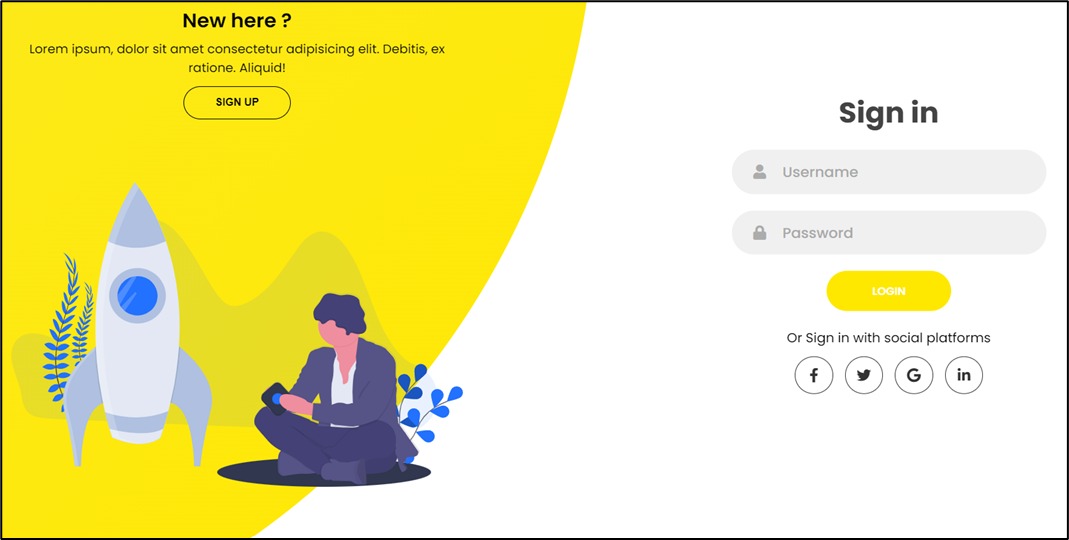 New here ?
Lorem ipsum, dolor sit amet consectetur adipisicing elit. Debitis, ex
ratione. Aliquid!
SIGN UP
Sign in
Username
Password
LOGIN
Or Sign in with social platforms